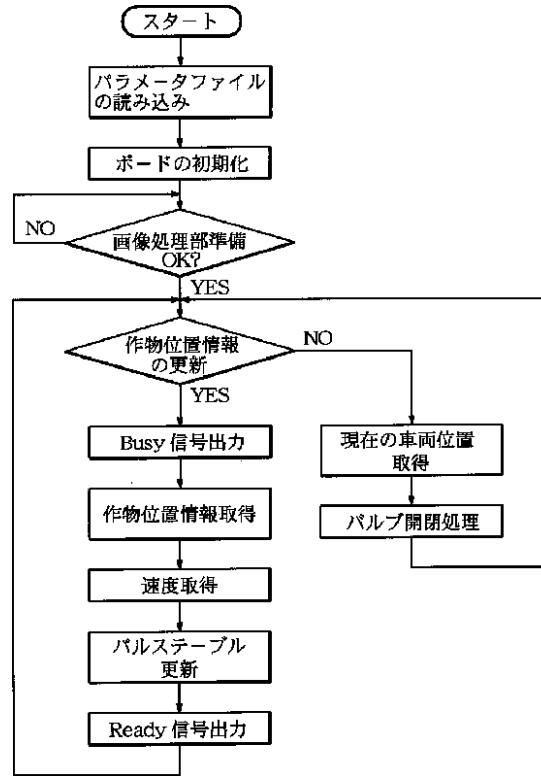 スタート
パラメータファイル
の読み込み
ボードの初期化
NO
画像処理部準備
OK?
YES
作物位置情報
の更新
NO
YES
Busy 信号出力
作物位置情報取得
速度取得
パルステーブル
更新
Ready 信号出力
現在の車両位置
取得
バルブ開閉処理